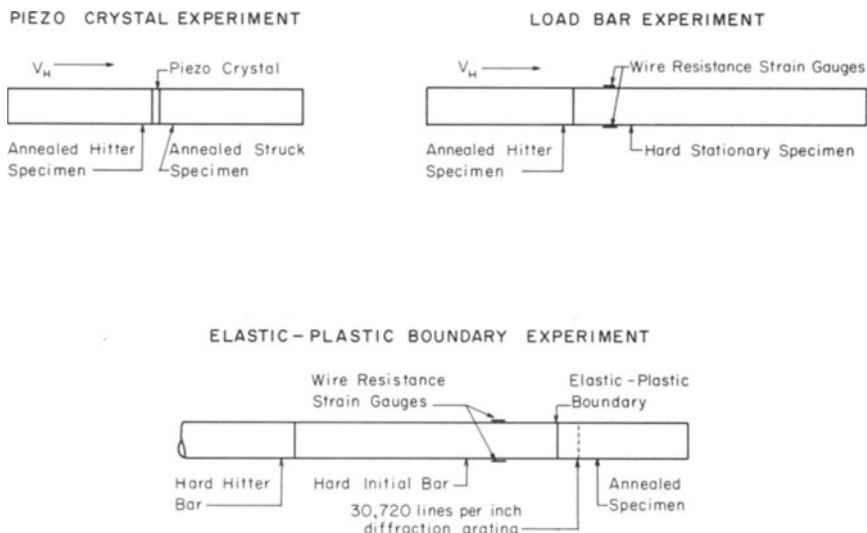 PIEZO CRYSTAL EXPERIMENT
V_H
Piezo Crystal
Annealed Hitter
Specimen
Annealed Struck
Specimen
LOAD BAR EXPERIMENT
V_H
Wire Resistance Strain Gauges
Annealed Hitter
Specimen
Hard Stationary Specimen
ELASTIC-PLASTIC BOUNDARY EXPERIMENT
Wire Resistance
Strain Gauges
Elastic-Plastic
Boundary
Hard Hitter
Bar
Hard Initial Bar
30,720 lines per inch
diffraction grating
Annealed
Specimen